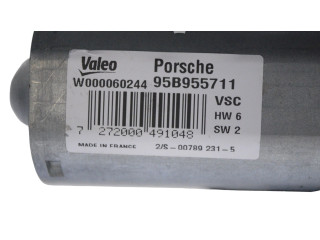 Valeo Porsche
W000060244 95B955711
VSC
HW 6
SW 2
7 272000 491048
MADE IN FRANCE 2/S-00789 231-5